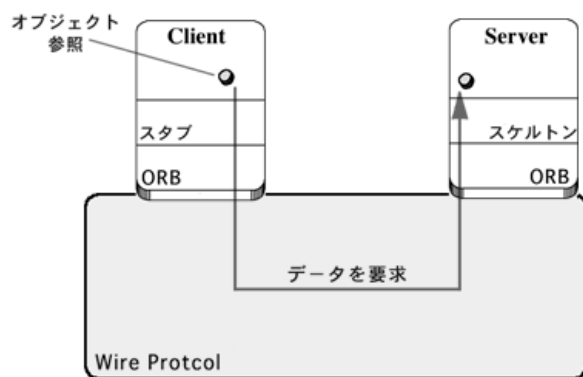 オブジェクト
参照
Client
Server
スタブ
スケルトン
ORB
ORB
データを要求
Wire Protcol